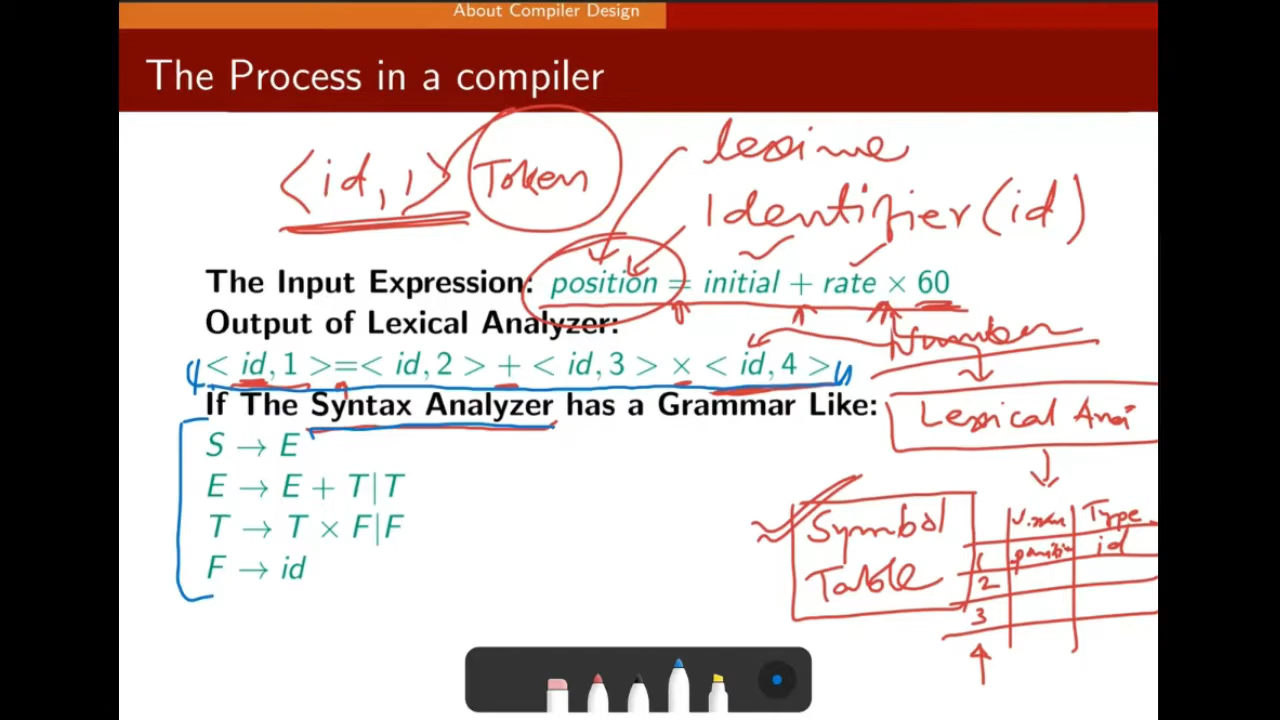 About Compiler Design
The Process in a compiler
<id, 1> Token
lexime
Identifier (id)
The Input Expression: position = initial + rate × 60
Output of Lexical Analyzer:
Number
< id, 1 >=< id, 2 > + < id, 3 > × < id, 4 >
If The Syntax Analyzer has a Grammar Like:
Lexical Ana
S → E
E → E + T|T
T → T × F|F
F → id
Symbol
Table
Type
1 id
2
3